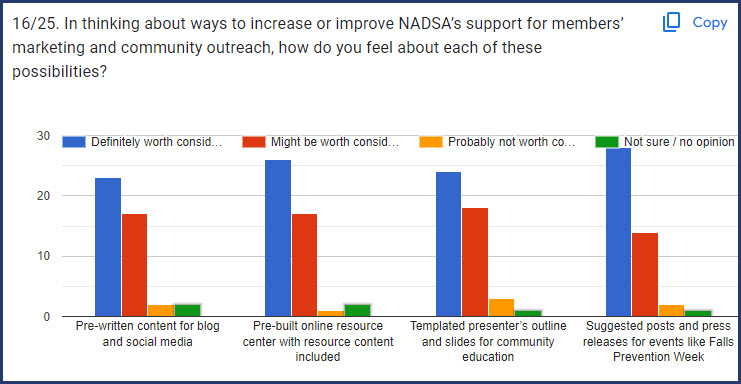 16/25. In thinking about ways to increase or improve NADSA's support for members'
marketing and community outreach, how do you feel about each of these
possibilities?
Copy
30
Definitely worth consid...
Might be worth consid...
Probably not worth co...
Not sure / no opinion
20
10
0
Pre-written content for blog
and social media
Pre-built online resource
center with resource content
included
Templated presenter's outline
and slides for community
education
Suggested posts and press
releases for events like Falls
Prevention Week